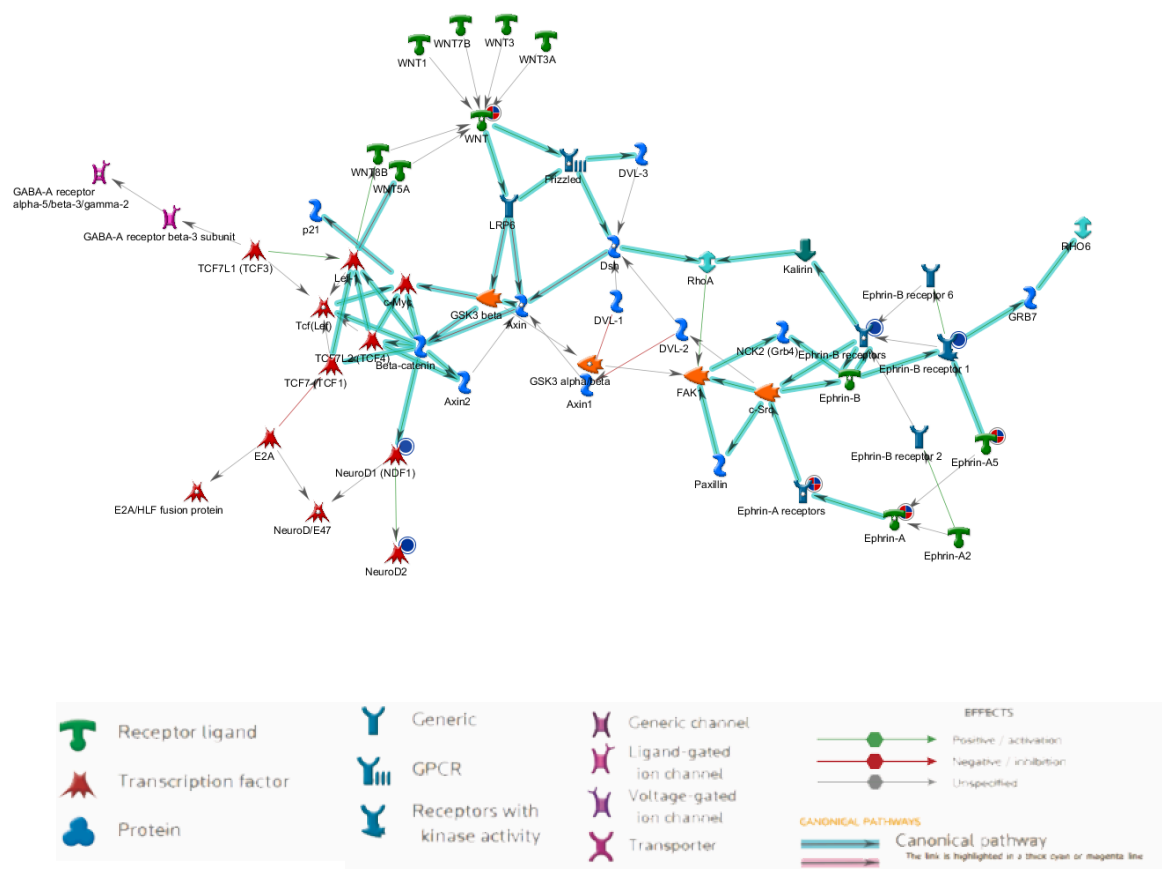 WNT7B
WNT3
WNT1
WNT3A
WNT
WNT8B
WNT5A
Frizzled
DVL-3
GABA-A receptor
alpha-5/beta-3/gamma-2
GABA-A receptor beta-3 subunit
p21
LRP6
TCF7L1 (TCF3)
Lef
c-Myc
Dsh
RhoA
Kalirin
RHO6
Ephrin-B receptor 6
GSK3 beta
Axin
DVL-1
GRB7
Tcf(Lef)
TCF7L2 (TCF4)
Beta-catenin
DVL-2
NCK2 (Grb4)
Ephrin-B receptors
Ephrin-B receptor 1
TCF7 (TCF1)
Axin2
GSK3 alpha/beta
Axin1
FAK1
c-Src
Ephrin-B
E2A
NeuroD1 (NDF1)
Ephrin-B receptor 2
Ephrin-A5
Paxillin
E2A/HLF fusion protein
NeuroD/E47
Ephrin-A receptors
Ephrin-A
Ephrin-A2
NeuroD2
Receptor ligand
Transcription factor
Protein
Generic
GPCR
Receptors with
kinase activity
Generic channel
Ligand-gated
ion channel
Voltage-gated
ion channel
Transporter
EFFECTS
Positive / activation
Negative / inhibition
Unspecified
CANONICAL PATHWAYS
Canonical pathway
The link is highlighted in a thick cyan or magenta line